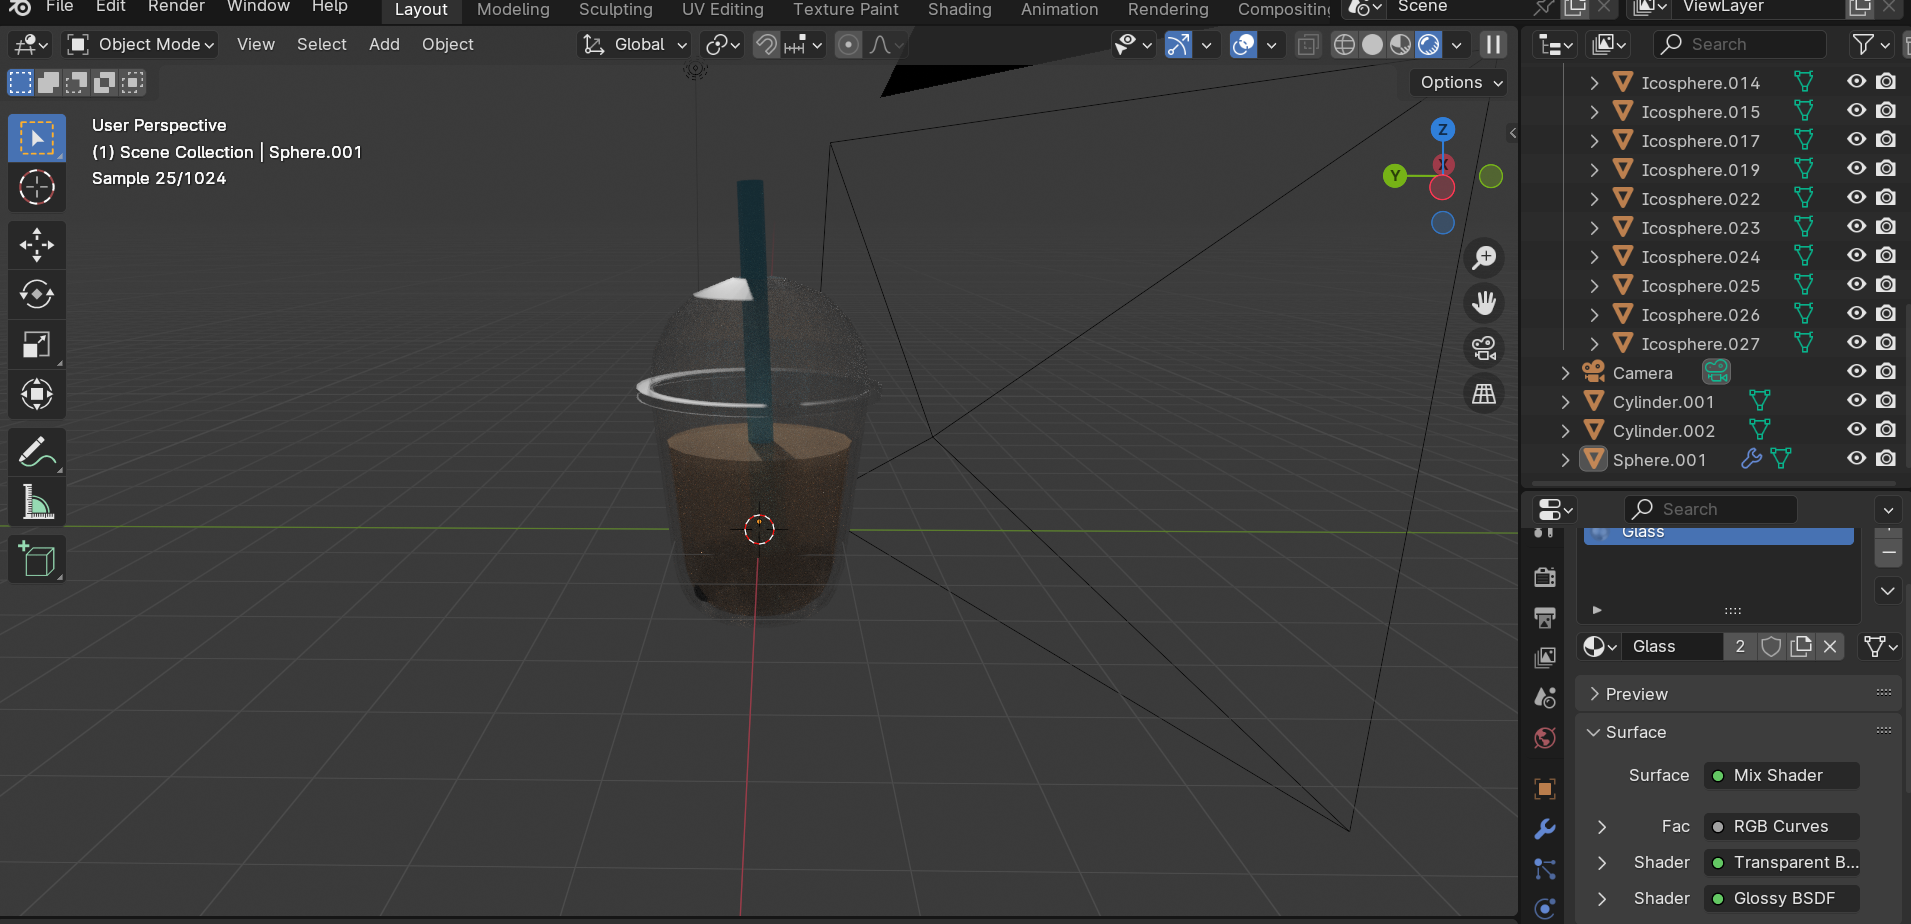 File Edit Render Window Help Layout Modeling Sculpting UV Editing Texture Paint Shading Animation Rendering Compositing Scene ViewLayer
Object Mode View Select Add Object Global Search
Options
User Perspective
(1) Scene Collection | Sphere.001
Sample 25/1024
Z
X
Y
Icosphere.014
Icosphere.015
Icosphere.017
Icosphere.019
Icosphere.022
Icosphere.023
Icosphere.024
Icosphere.025
Icosphere.026
Icosphere.027
Camera
Cylinder.001
Cylinder.002
Sphere.001
Search
Glass
Glass 2
Preview
Surface
Surface Mix Shader
Fac RGB Curves
Shader Transparent B...
Shader Glossy BSDF